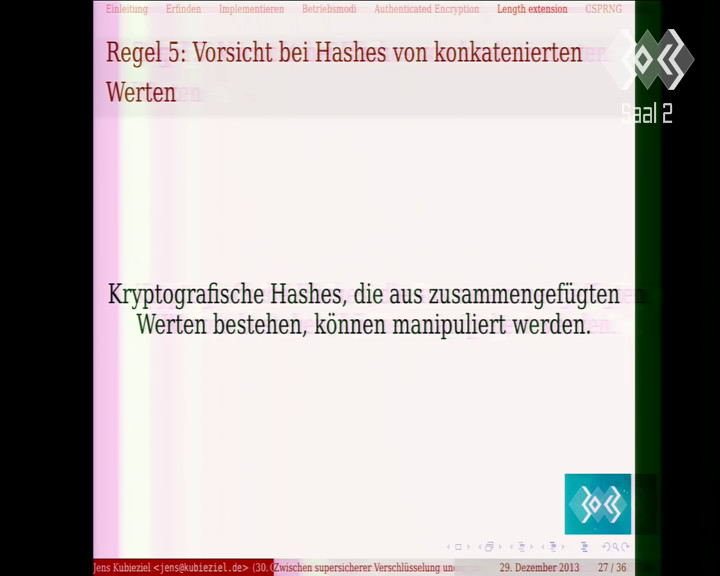 Einleitung Erfinden Implementieren Betriebsmodi Authenticated Encryption Length extension CSPRNG
Regel 5: Vorsicht bei Hashes von konkatenierten
Werten
Saal 2
Kryptografische Hashes, die aus zusammengefügten
Werten bestehen, können manipuliert werden.
Jens Kubieziel <jens@kubieziel.de> (30. Zwischen supersicherer Verschlüsselung und 29. Dezember 2013 27 / 36